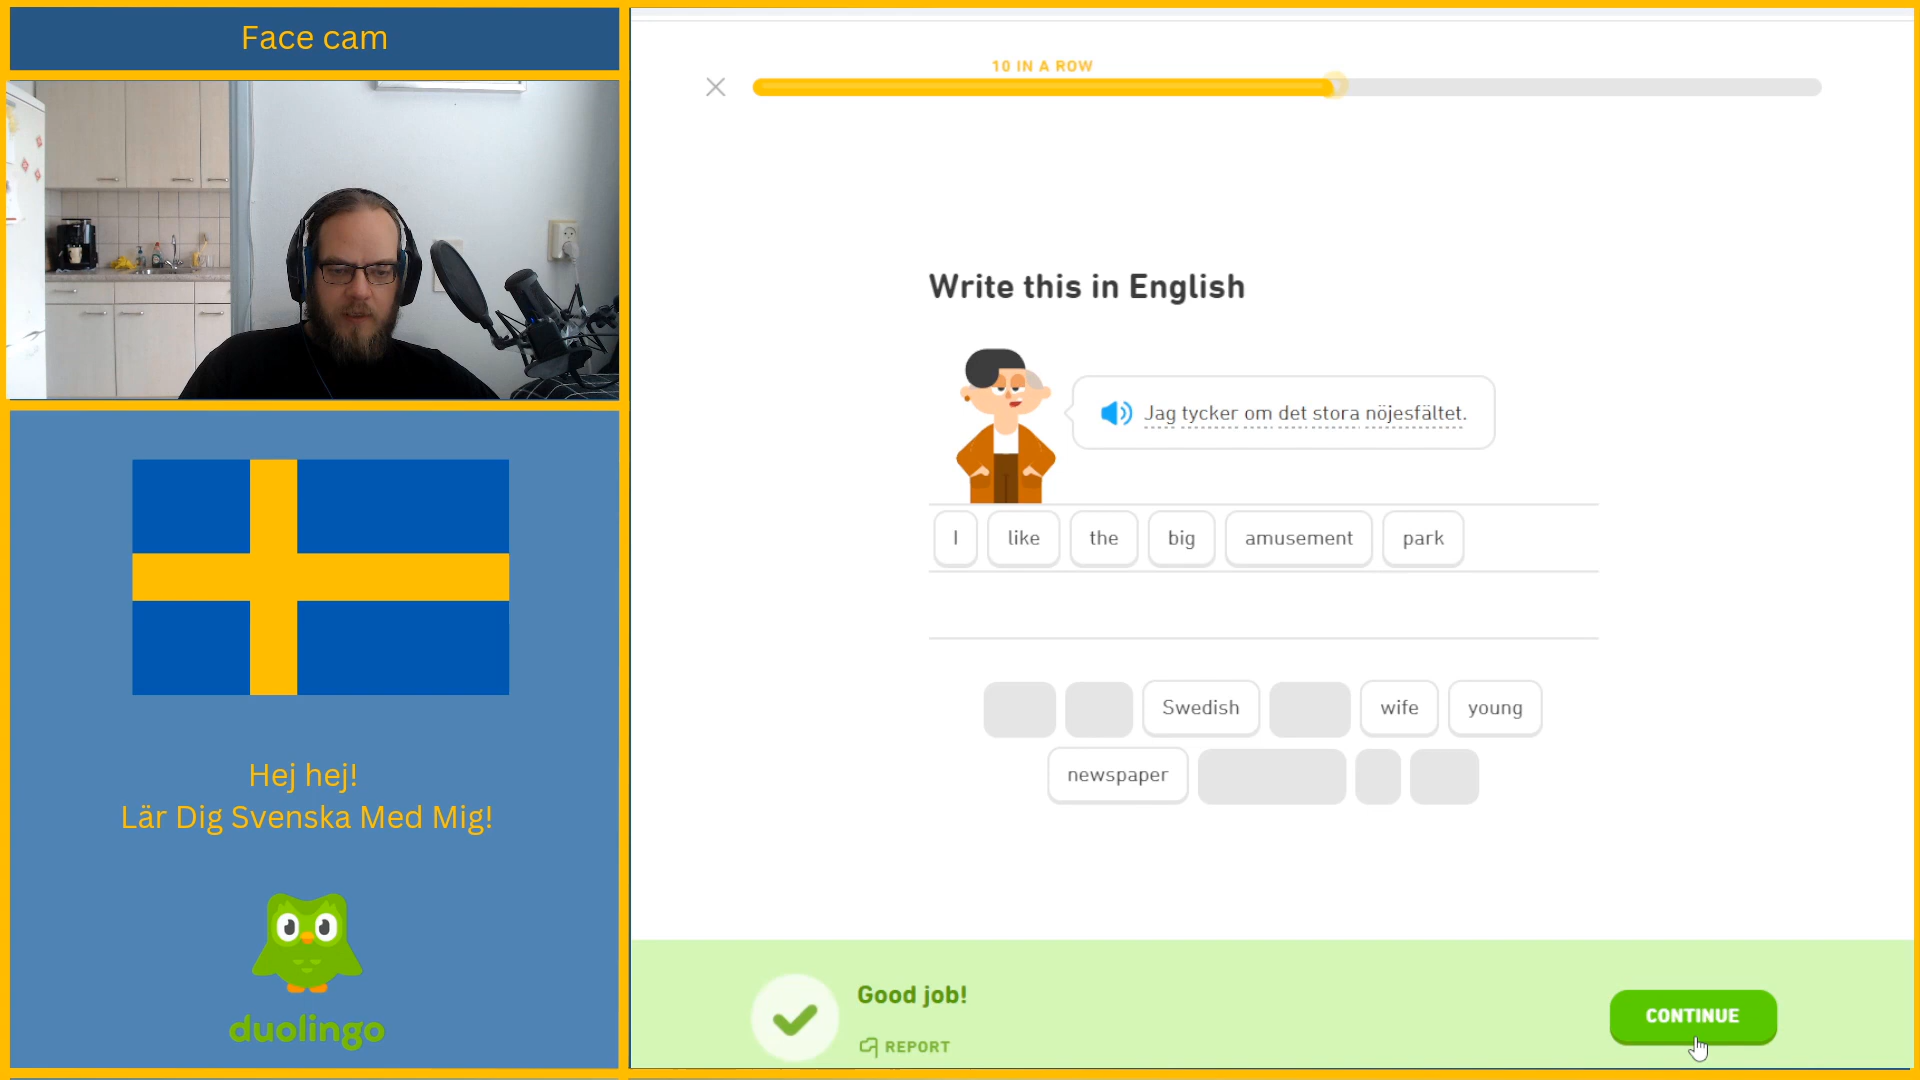 Face cam
10 IN A ROW
Write this in English
Jag tycker om det stora nöjesfältet.
I like the big amusement park
Swedish wife young
newspaper
Hej hej!
Lär Dig Svenska Med Mig!
duolingo
Good job!
REPORT
CONTINUE